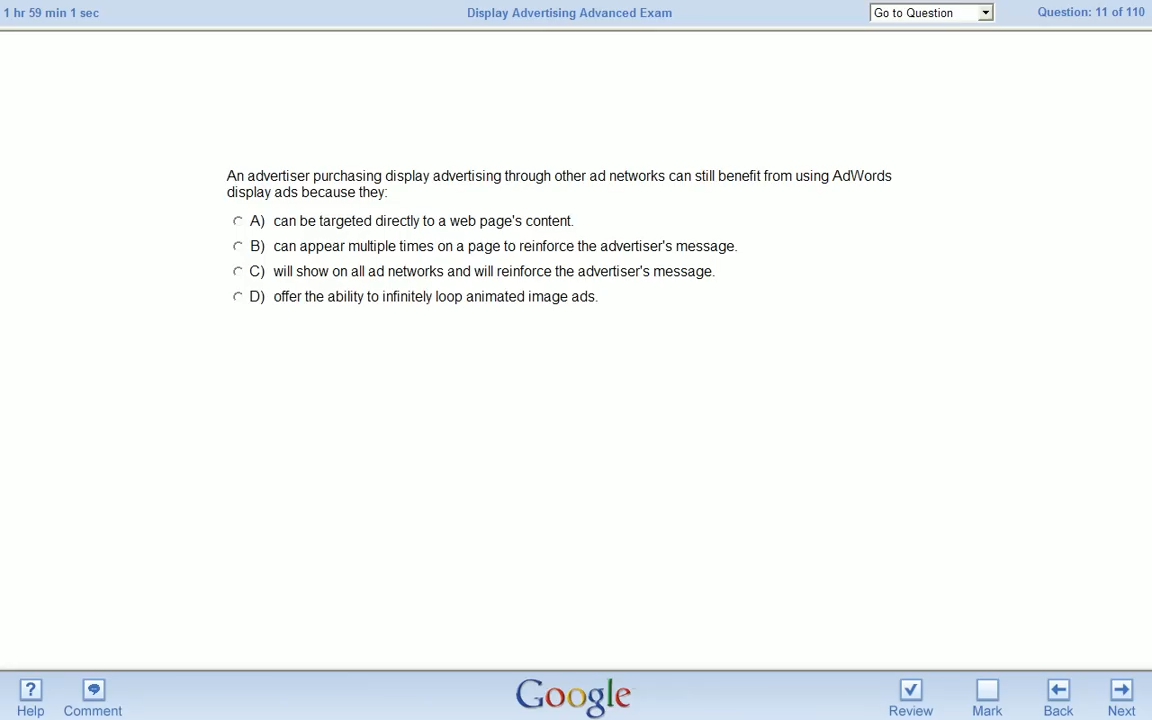 1 hr 59 min 1 sec
Display Advertising Advanced Exam
Go to Question
Question: 11 of 110
An advertiser purchasing display advertising through other ad networks can still benefit from using AdWords
display ads because they:
A) can be targeted directly to a web page's content.
B) can appear multiple times on a page to reinforce the advertiser's message.
C) will show on all ad networks and will reinforce the advertiser's message.
D) offer the ability to infinitely loop animated image ads.
?
Help
Comment
Google
Review
Mark
Back
Next